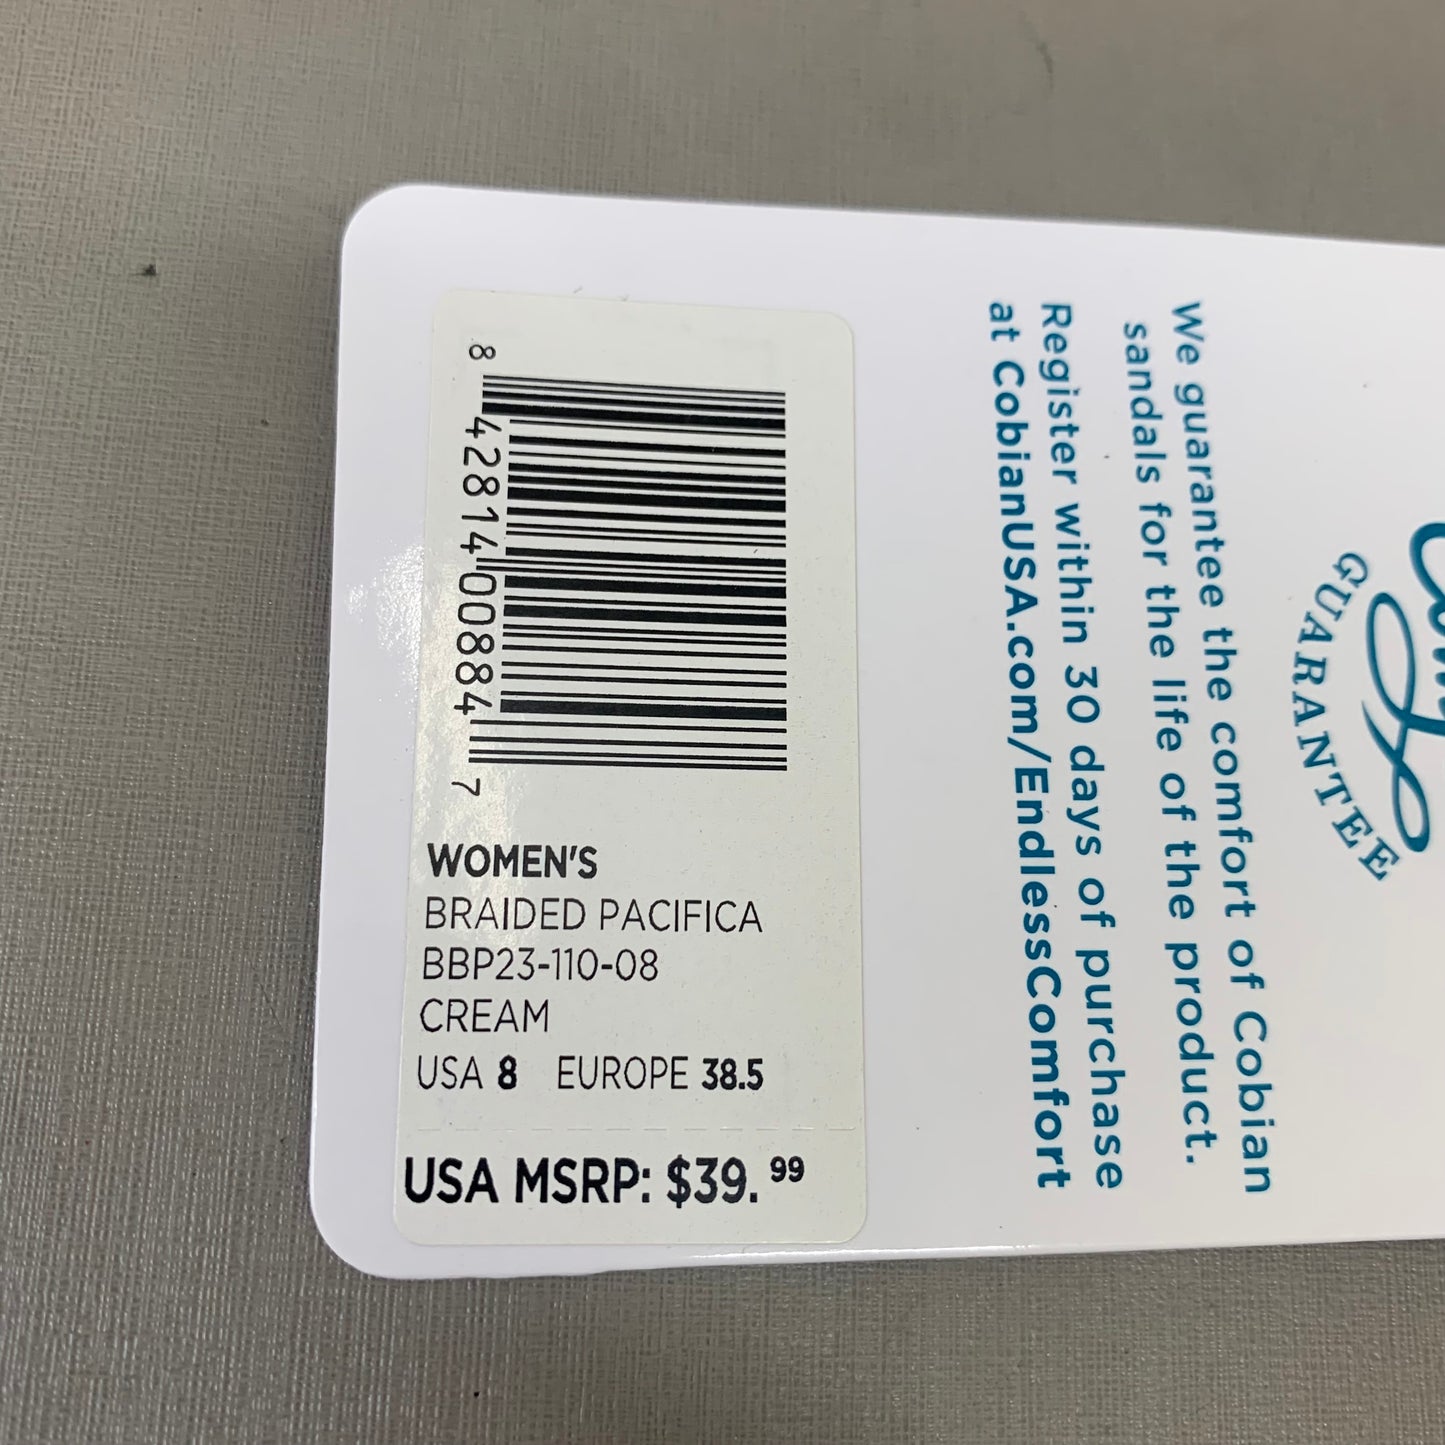 8 42814 00884 7
WOMEN'S
BRAIDED PACIFICA
BBP23-110-08
CREAM
USA 8 EUROPE 38.5
USA MSRP: $39.99
GUARANTEE
We guarantee the comfort of Cobian
sandals for the life of the product.
Register within 30 days of purchase
at CobianUSA.com/EndlessComfort